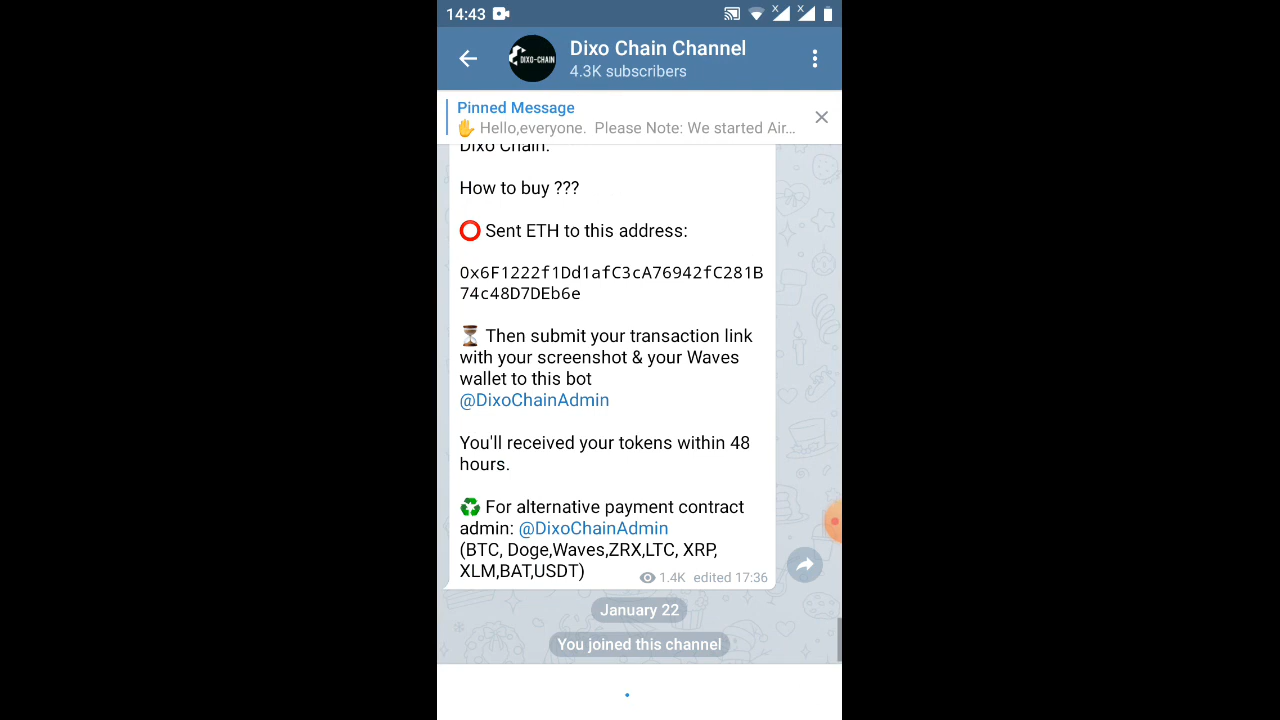 14:43
DIXO-CHAIN
Dixo Chain Channel
4.3K subscribers
Pinned Message
✋ Hello,everyone. Please Note: We started Air...
Dixo Chain.
How to buy ???
⭕ Sent ETH to this address:
0x6F1222f1Dd1afC3cA76942fC281B
74c48D7DEb6e
⏳ Then submit your transaction link
with your screenshot & your Waves
wallet to this bot
@DixoChainAdmin
You'll received your tokens within 48
hours.
♻️ For alternative payment contract
admin: @DixoChainAdmin
(BTC, Doge,Waves,ZRX,LTC, XRP,
XLM,BAT,USDT)
1.4K edited 17:36
January 22
You joined this channel